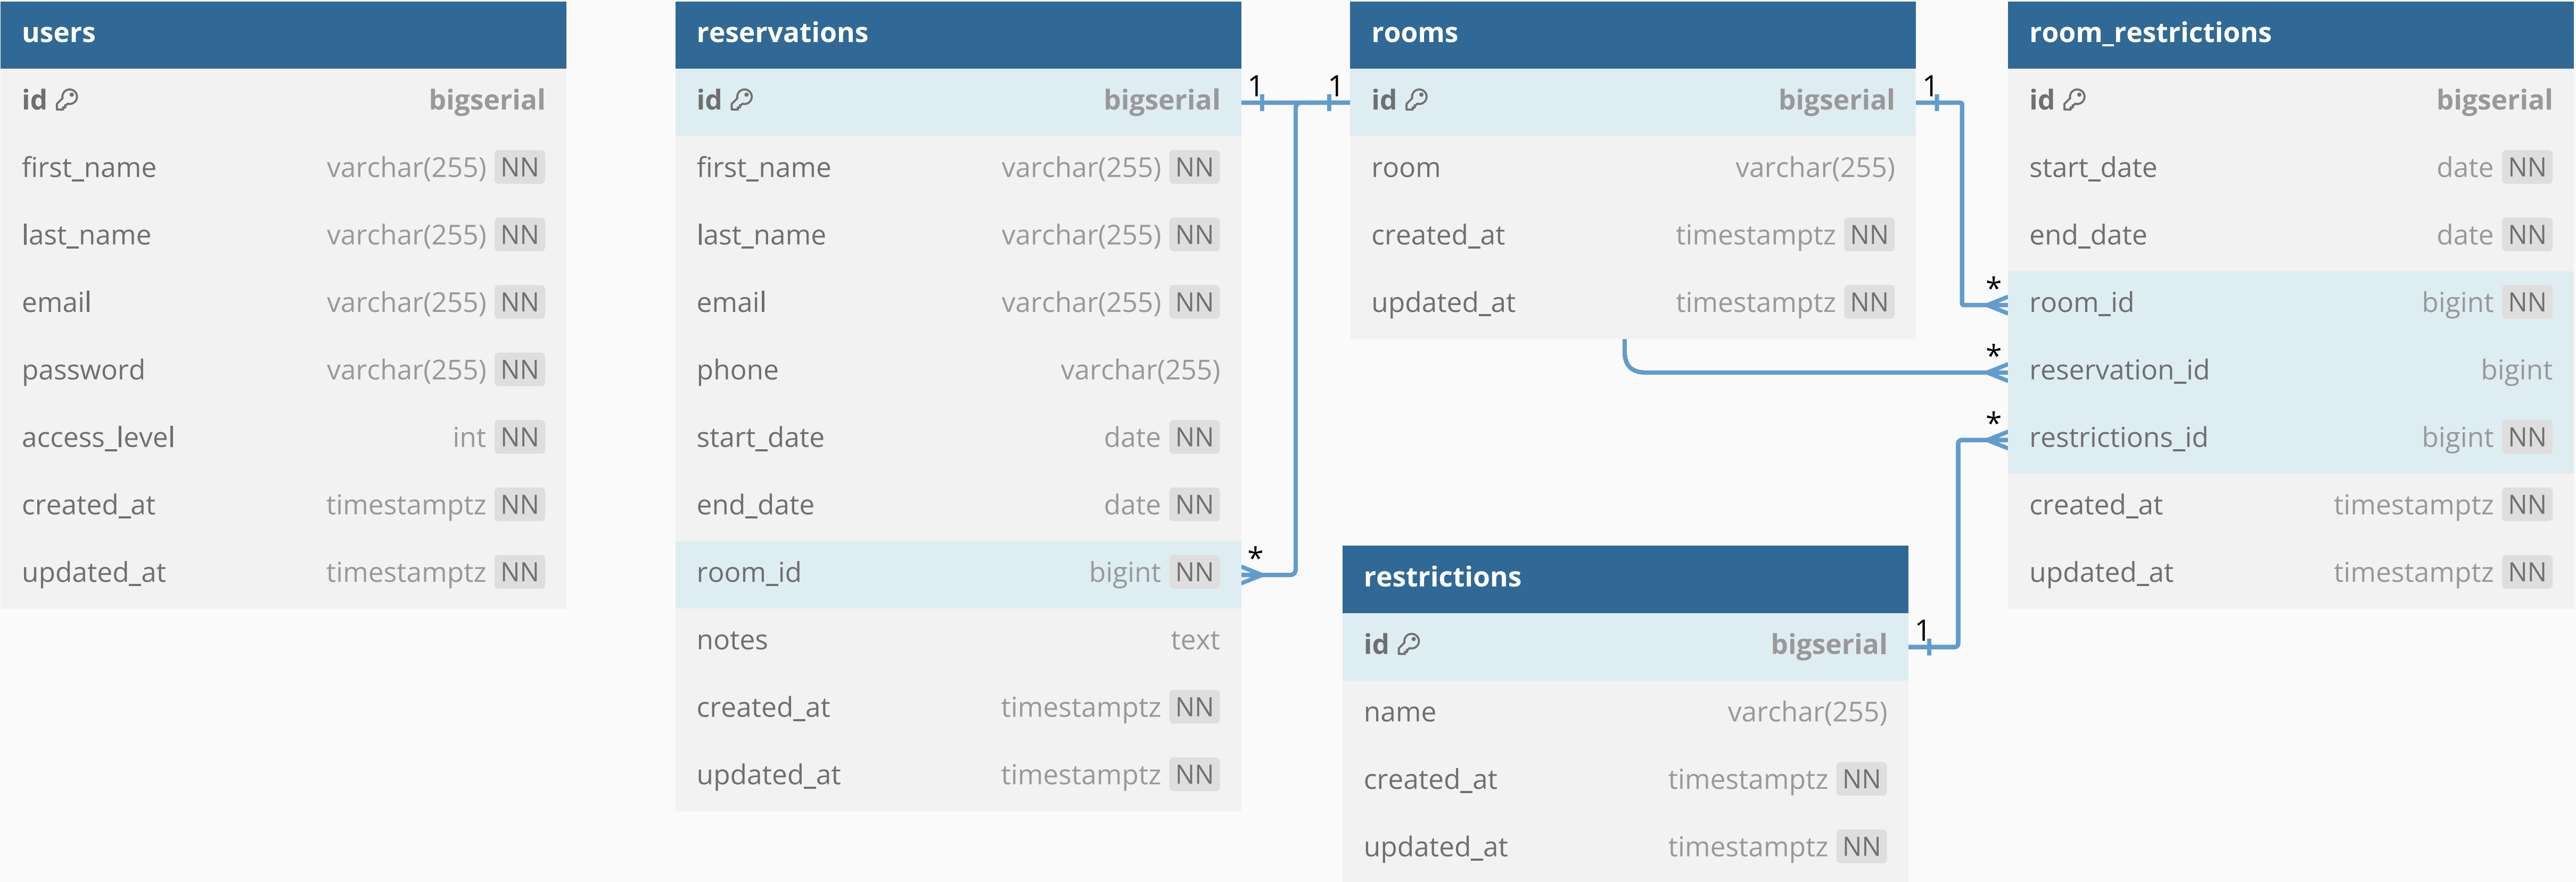 users
id bigserial
first_name varchar(255) NN
last_name varchar(255) NN
email varchar(255) NN
password varchar(255) NN
access_level int NN
created_at timestamptz NN
updated_at timestamptz NN
reservations
id bigserial 1
first_name varchar(255) NN
last_name varchar(255) NN
email varchar(255) NN
phone varchar(255)
start_date date NN
end_date date NN
room_id bigint NN *
notes text
created_at timestamptz NN
updated_at timestamptz NN
rooms
1 id bigserial 1
room varchar(255)
created_at timestamptz NN
updated_at timestamptz NN
restrictions
id bigserial 1
name varchar(255)
created_at timestamptz NN
updated_at timestamptz NN
room_restrictions
id bigserial
start_date date NN
end_date date NN
* room_id bigint NN
* reservation_id bigint
* restrictions_id bigint NN
created_at timestamptz NN
updated_at timestamptz NN